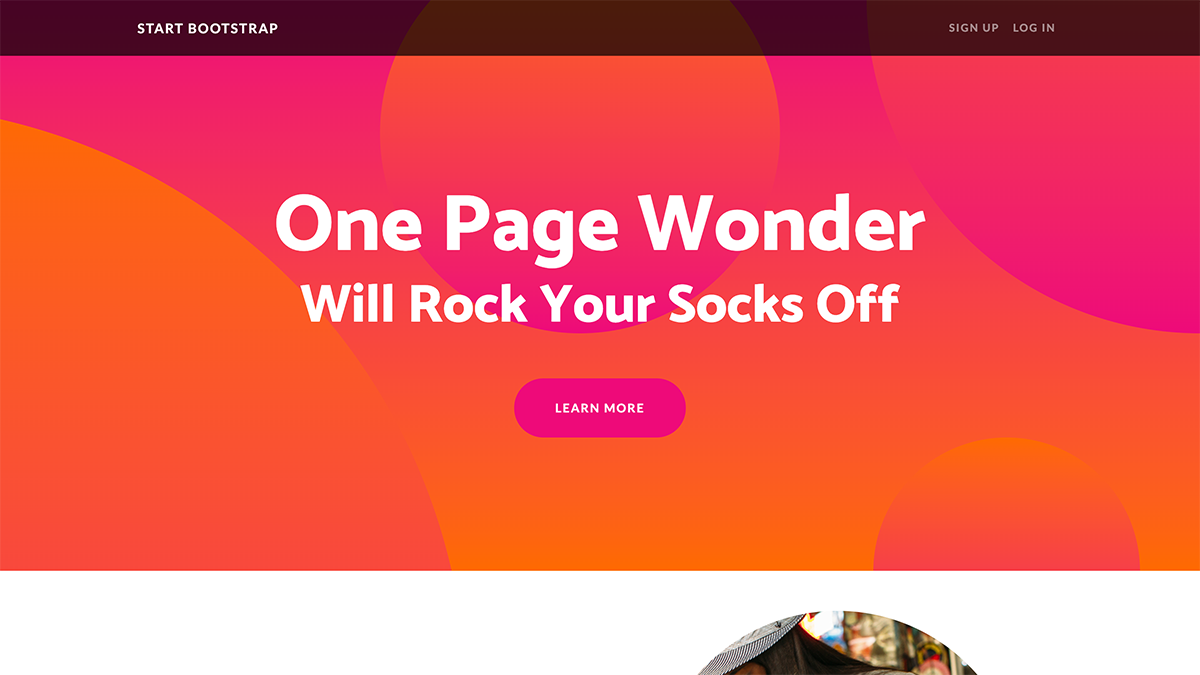 START BOOTSTRAP
SIGN UP LOG IN
One Page Wonder
Will Rock Your Socks Off
LEARN MORE